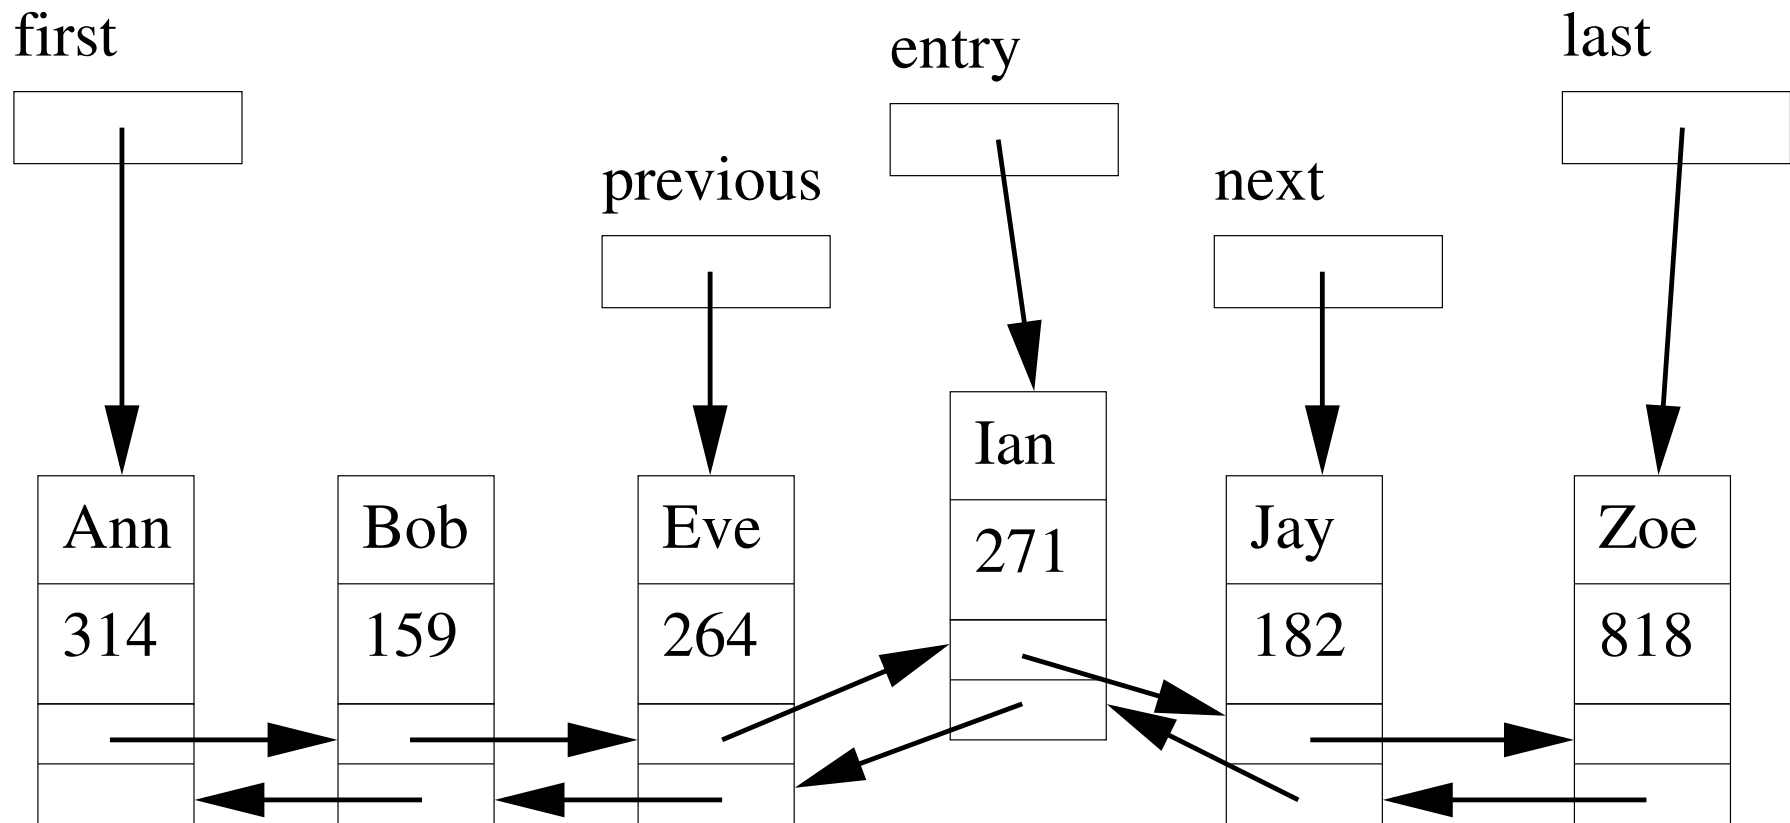 first
entry
last
previous
next
Ian
271
Ann
Bob
Eve
Jay
Zoe
314
159
264
182
818